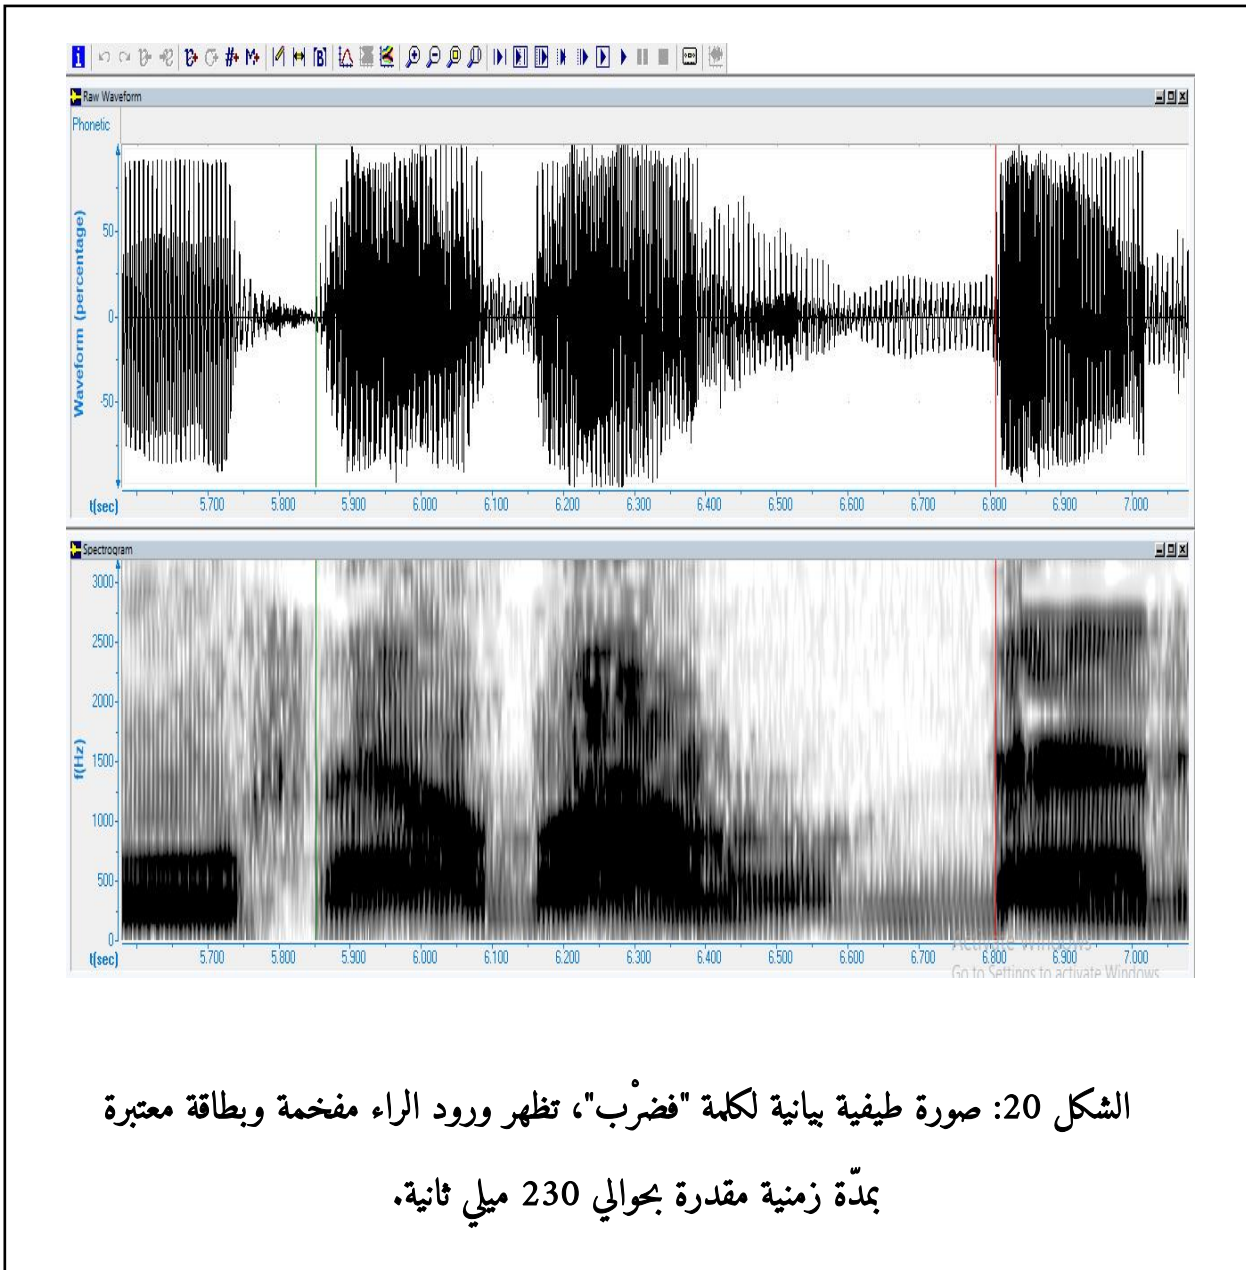 Raw Waveform
Phonetic
Waveform (percentage)
50
0
-50
t(sec) 5.700 5.800 5.900 6.000 6.100 6.200 6.300 6.400 6.500 6.600 6.700 6.800 6.900 7.000
Spectrogram
f(Hz)
3000
2500
2000
1500
1000
500
0
t(sec) 5.700 5.800 5.900 6.000 6.100 6.200 6.300 6.400 6.500 6.600 6.700 6.800 6.900 7.000
Activate Windows
Go to Settings to activate Windows
الشكل 20: صورة طيفية بيانية لكلمة "فضرْب"، تظهر ورود الراء مفخمة وبطاقة معتبرة
بمدّة زمنية مقدرة بحوالي 230 ميلي ثانية.